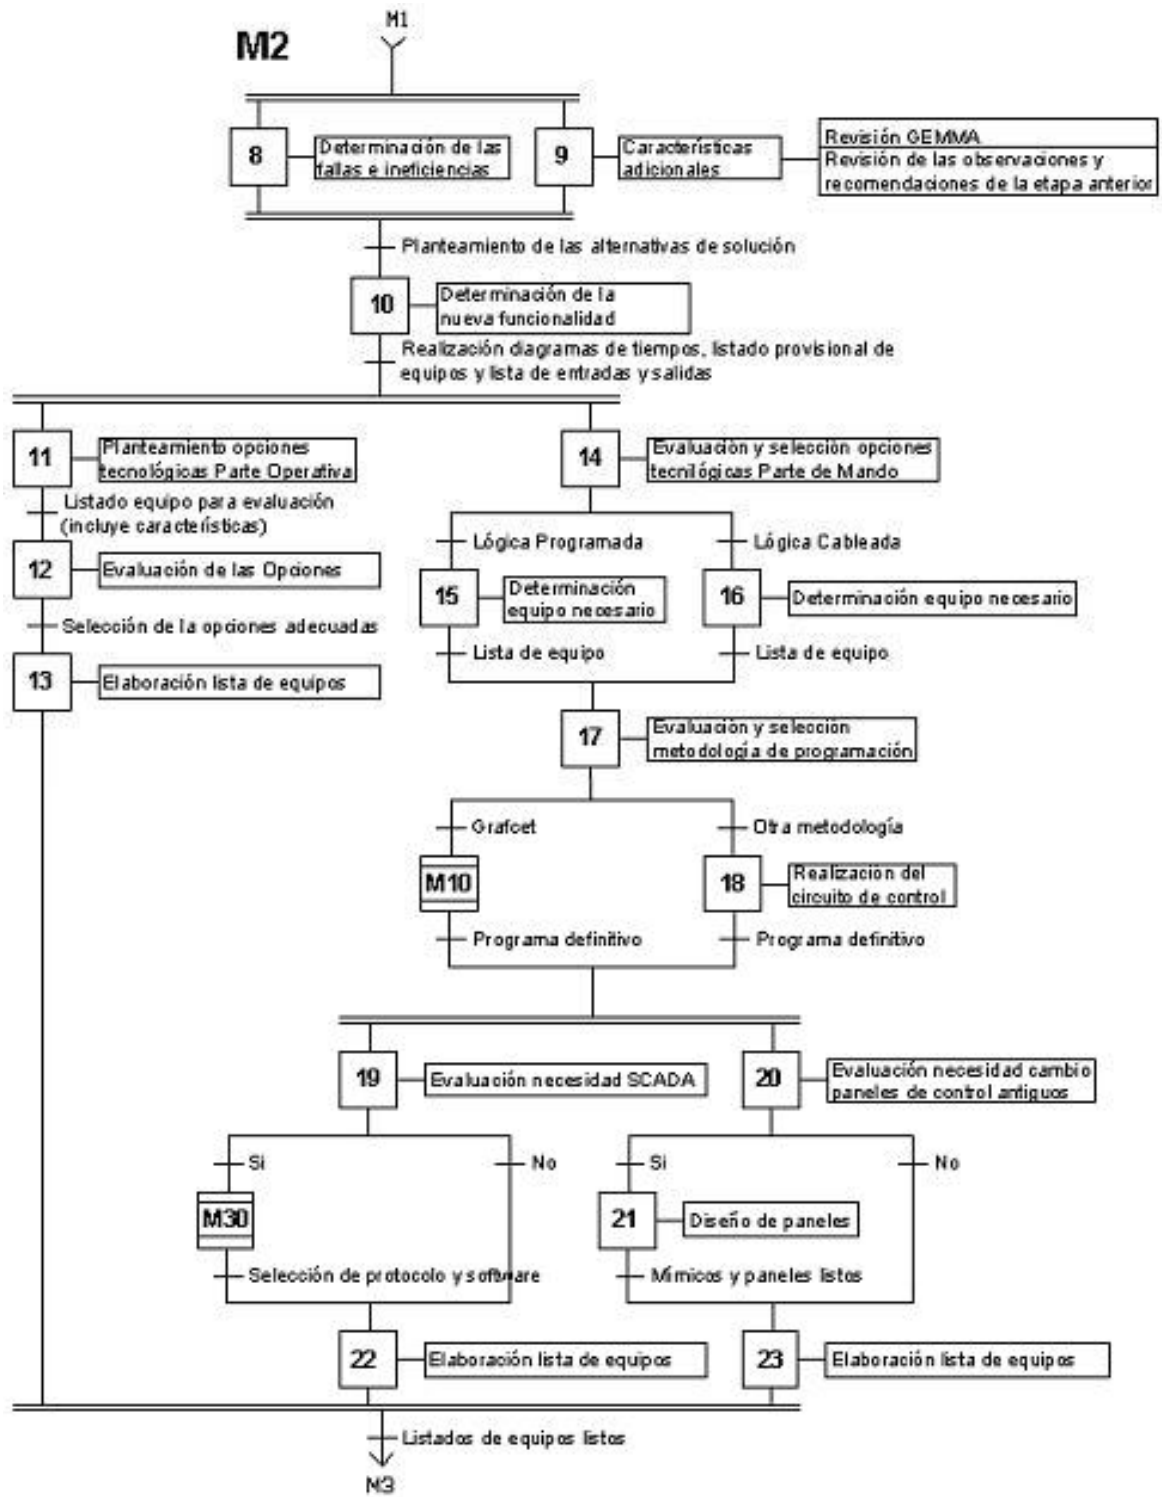 M1
M2
8
Determinación de las
fallas e ineficiencias
9
Características
adicionales
Revisión GEMMA
Revisión de las observaciones y
recomendaciones de la etapa anterior
Planteamiento de las alternativas de solución
10
Determinación de la
nueva funcionalidad
Realización diagramas de tiempos, listado provisional de
equipos y lista de entradas y salidas
11
Planteamiento opciones
tecnológicas Parte Operativa
14
Evaluación y selección opciones
tecnilógicas Parte de Mando
Listado equipo para evaluación
(incluye características)
Lógica Programada
Lógica Cableada
12
Evaluación de las Opciones
15
Determinación
equipo necesario
16
Determinación equipo necesario
Selección de la opciones adecuadas
Lista de equipo
Lista de equipo
13
Elaboración lista de equipos
17
Evaluación y selección
metodología de programación
Grafcet
Otra metodología
M10
18
Realización del
circuito de control
Programa definitivo
Programa definitivo
19
Evaluación necesidad SCADA
20
Evaluación necesidad cambio
paneles de control antiguos
Si
No
Si
No
M30
21
Diseño de paneles
Selección de protocolo y software
Mímicos y paneles listos
22
Elaboración lista de equipos
23
Elaboración lista de equipos
Listados de equipos listos
M3